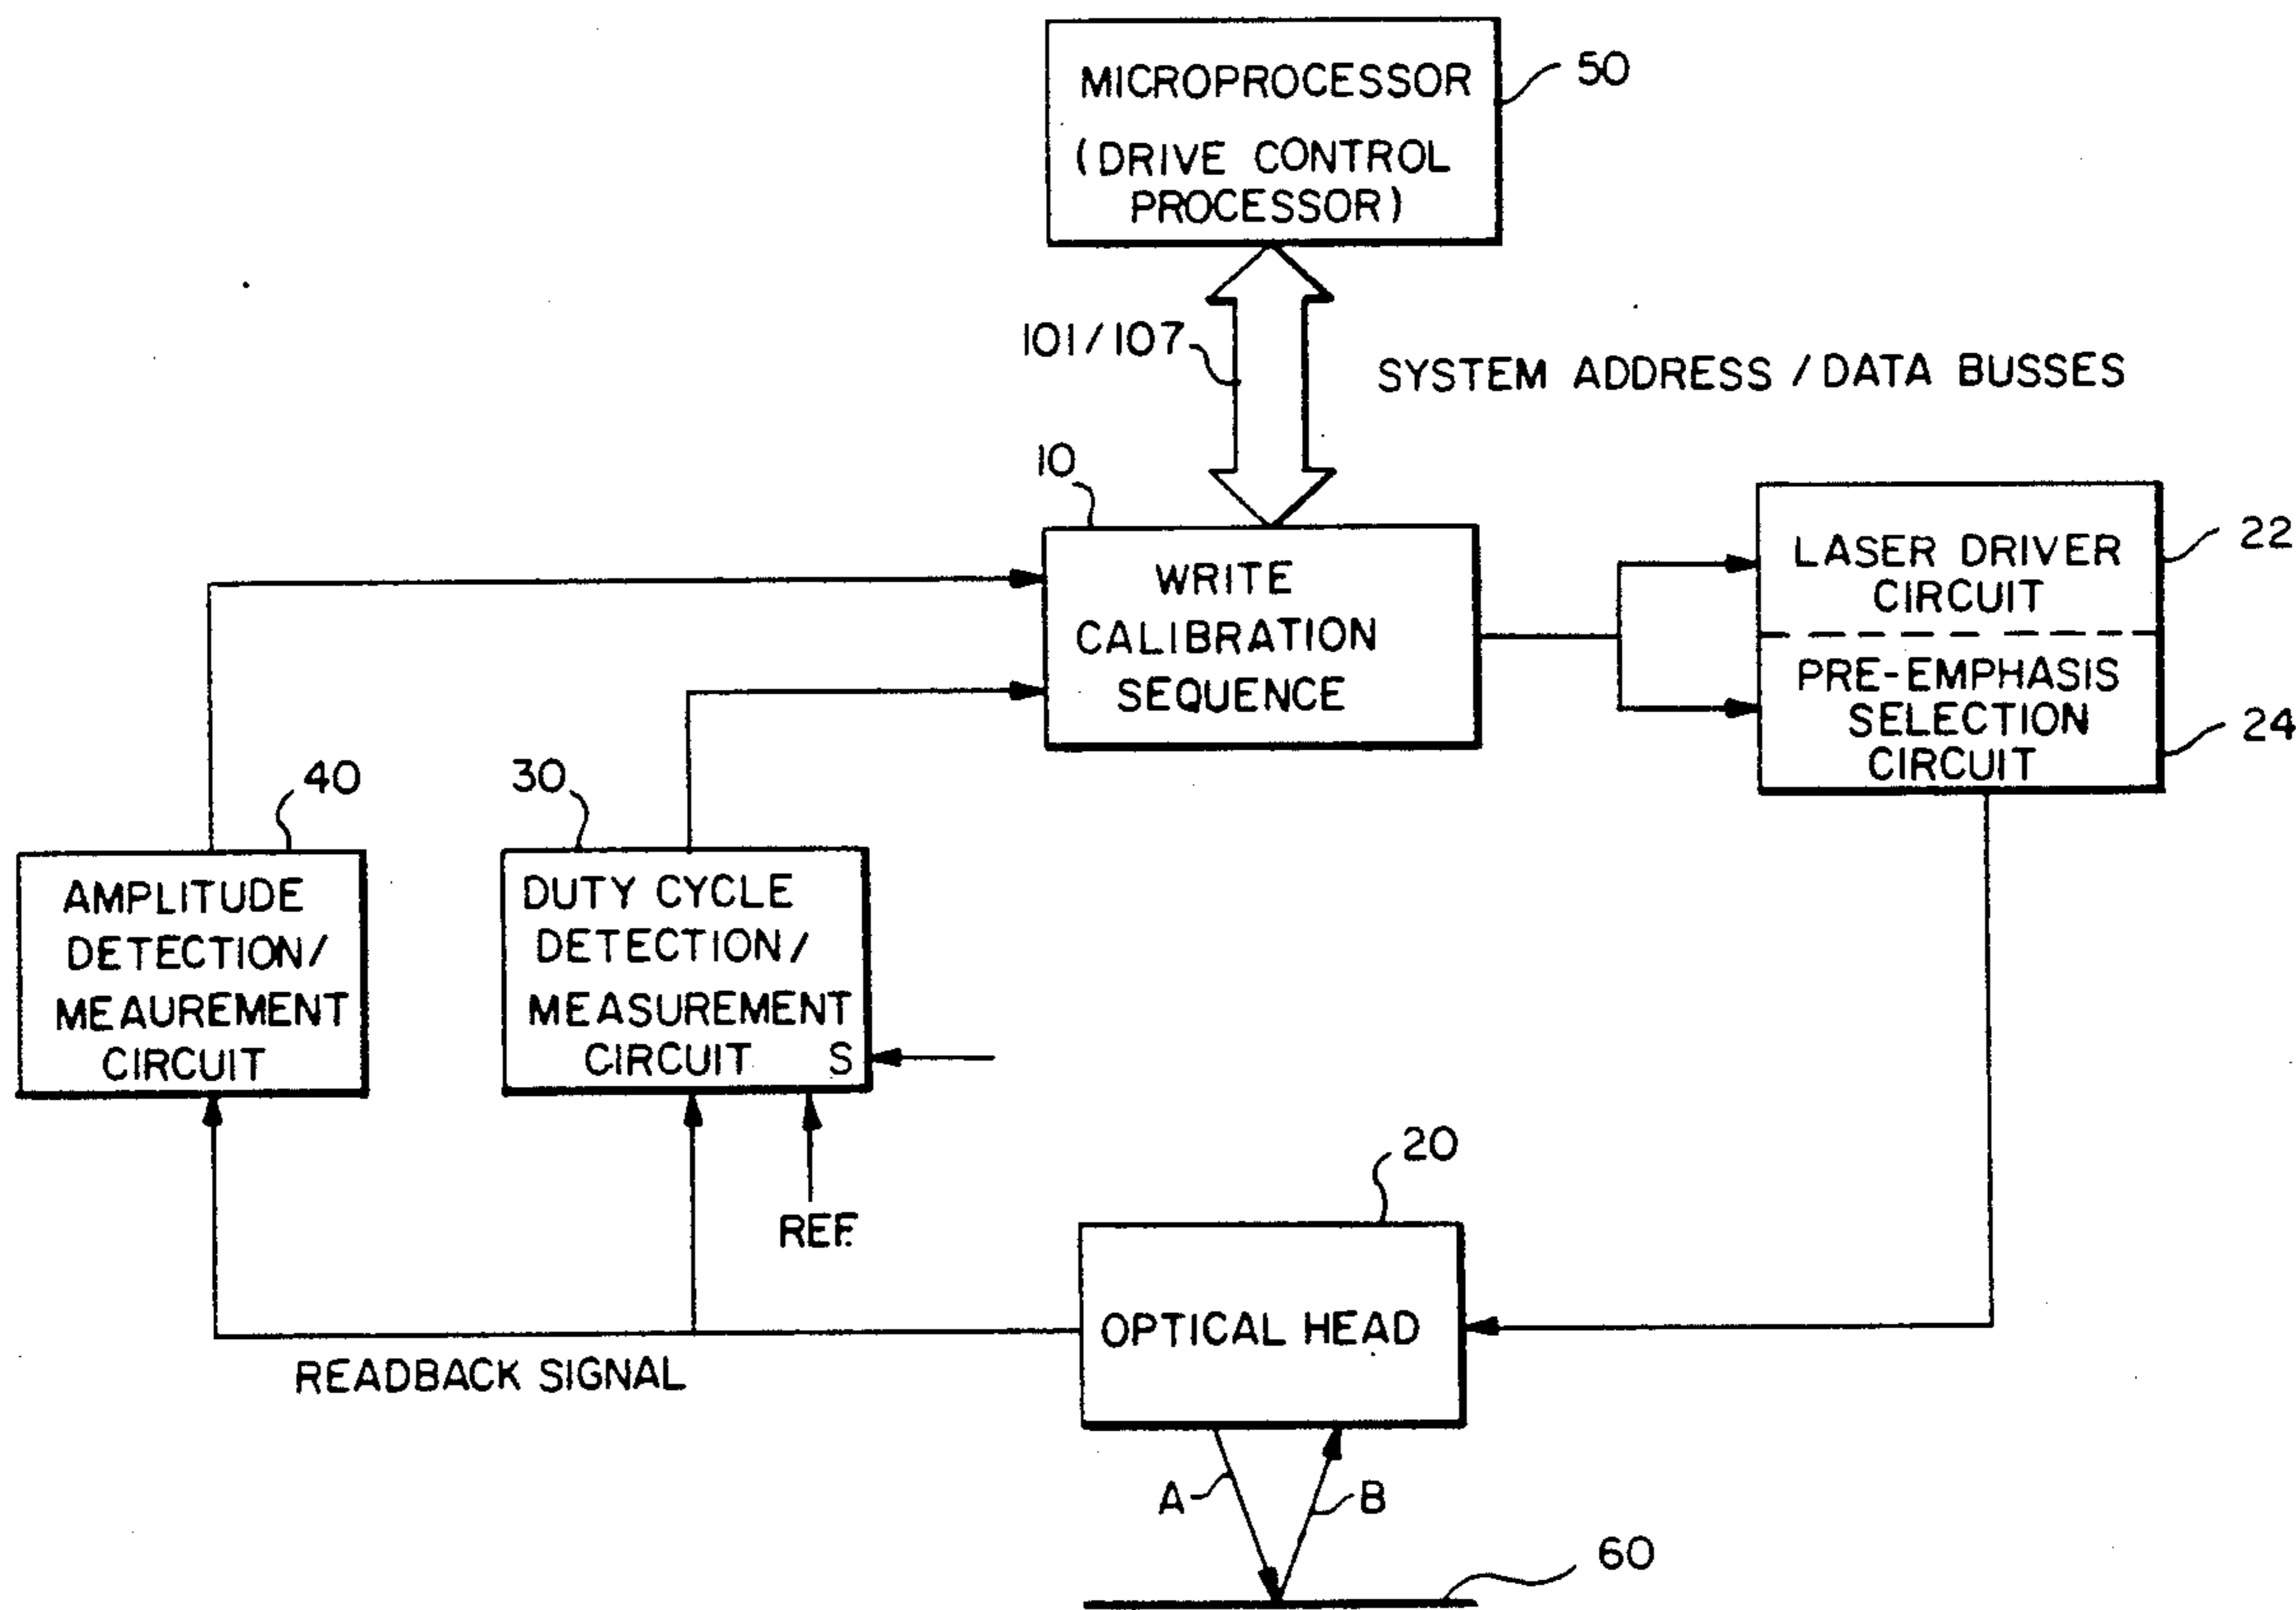 MICROPROCESSOR
(DRIVE CONTROL
PROCESSOR)
50
101/107
SYSTEM ADDRESS / DATA BUSSES
10
WRITE
CALIBRATION
SEQUENCE
LASER DRIVER
CIRCUIT
22
PRE-EMPHASIS
SELECTION
CIRCUIT
24
40
AMPLITUDE
DETECTION/
MEAUREMENT
CIRCUIT
30
DUTY CYCLE
DETECTION/
MEASUREMENT
CIRCUIT S
REF.
READBACK SIGNAL
20
OPTICAL HEAD
A
B
60